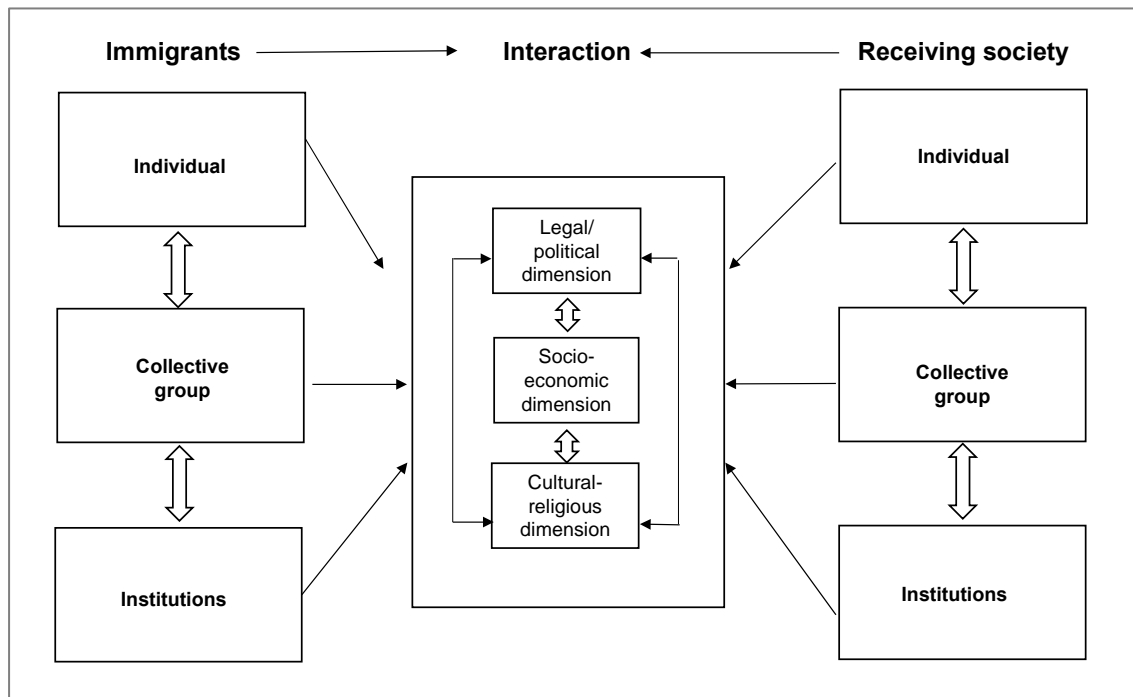 Immigrants
Interaction
Receiving society
Individual
Collective
group
Institutions
Legal/
political
dimension
Socio-
economic
dimension
Cultural-
religious
dimension
Individual
Collective
group
Institutions